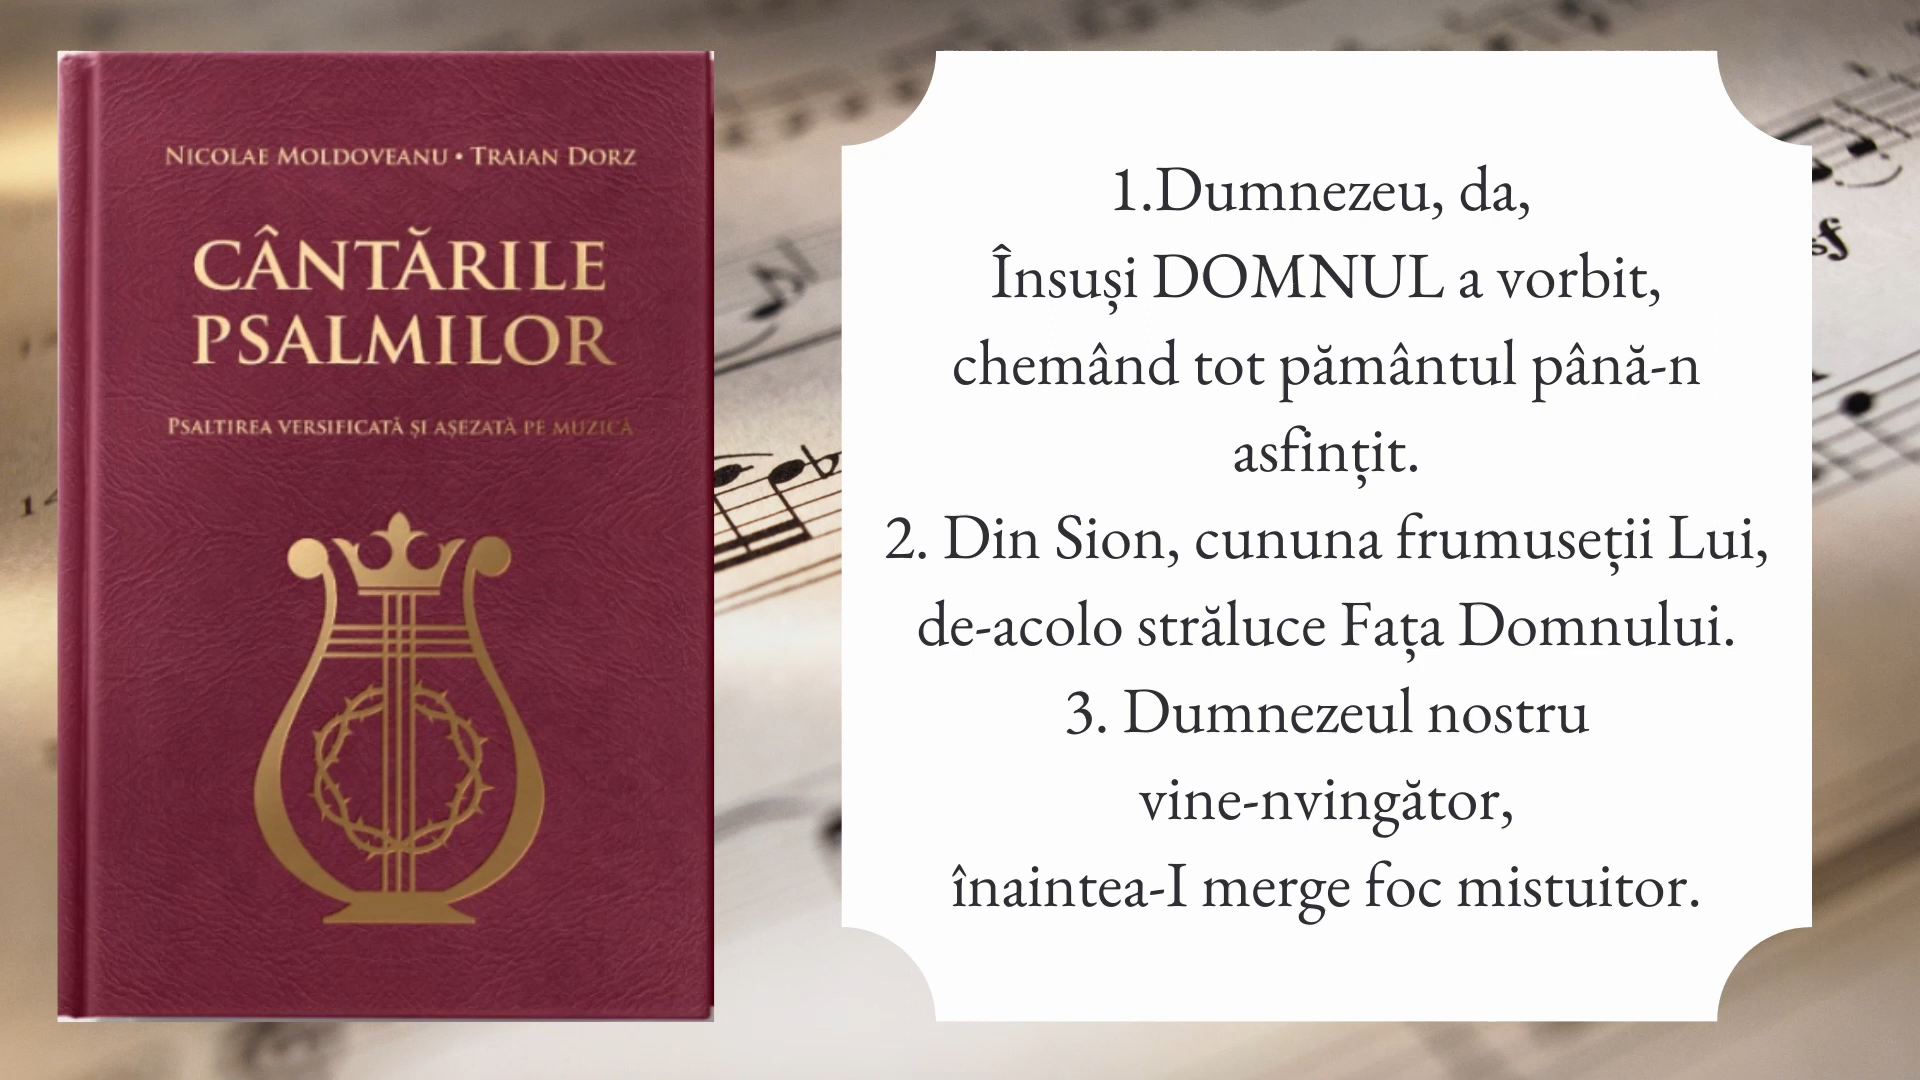 NICOLAE MOLDOVEANU • TRAIAN DORZ
CÂNTĂRILE
PSALMILOR
PSALTIREA VERSIFICATĂ ȘI AȘEZATĂ PE MUZICĂ
1.Dumnezeu, da,
Însuși DOMNUL a vorbit,
chemând tot pământul până-n
asfințit.
2. Din Sion, cununa frumuseții Lui,
de-acolo străluce Fața Domnului.
3. Dumnezeul nostru
vine-nvingător,
înaintea-I merge foc mistuitor.
sf